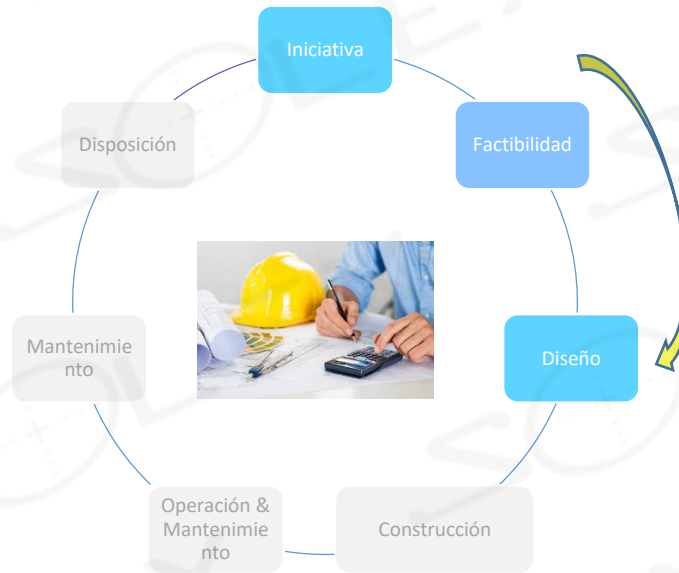 Iniciativa
Factibilidad
Diseño
Construcción
Operación &
Mantenimie
nto
Mantenimie
nto
Disposición